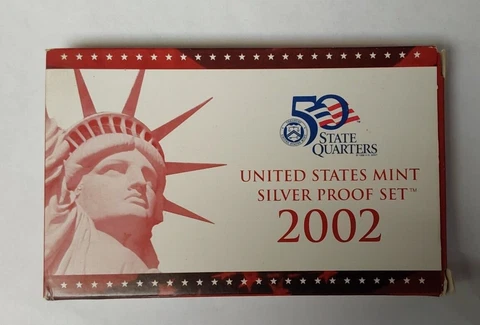 50
STATE
QUARTERS
UNITED STATES MINT
SILVER PROOF SET™
2002